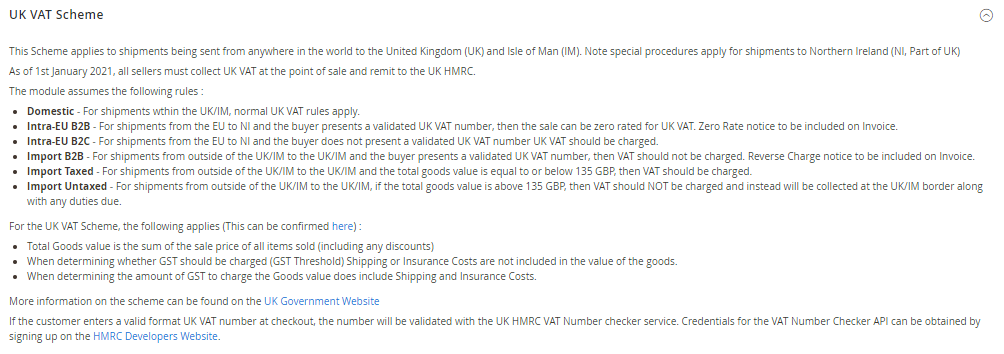 UK VAT Scheme
This Scheme applies to shipments being sent from anywhere in the world to the United Kingdom (UK) and Isle of Man (IM). Note special procedures apply for shipments to Northern Ireland (NI, Part of UK)
As of 1st January 2021, all sellers must collect UK VAT at the point of sale and remit to the UK HMRC.
The module assumes the following rules :
• Domestic - For shipments wthin the UK/IM, normal UK VAT rules apply.
• Intra-EU B2B - For shipments from the EU to NI and the buyer presents a validated UK VAT number, then the sale can be zero rated for UK VAT. Zero Rate notice to be included on Invoice.
• Intra-EU B2C - For shipments from the EU to NI and the buyer does not present a validated UK VAT number UK VAT should be charged.
• Import B2B - For shipments from outside of the UK/IM to the UK/IM and the buyer presents a validated UK VAT number, then VAT should not be charged. Reverse Charge notice to be included on Invoice.
• Import Taxed - For shipments from outside of the UK/IM to the UK/IM and the total goods value is equal to or below 135 GBP, then VAT should be charged.
• Import Untaxed - For shipments from outside of the UK/IM to the UK/IM, if the total goods value is above 135 GBP, then VAT should NOT be charged and instead will be collected at the UK/IM border along
with any duties due.
For the UK VAT Scheme, the following applies (This can be confirmed here) :
• Total Goods value is the sum of the sale price of all items sold (including any discounts)
• When determining whether GST should be charged (GST Threshold) Shipping or Insurance Costs are not included in the value of the goods.
• When determining the amount of GST to charge the Goods value does include Shipping and Insurance Costs.
More information on the scheme can be found on the UK Government Website
If the customer enters a valid format UK VAT number at checkout, the number will be validated with the UK HMRC VAT Number checker service. Credentials for the VAT Number Checker API can be obtained by
signing up on the HMRC Developers Website.